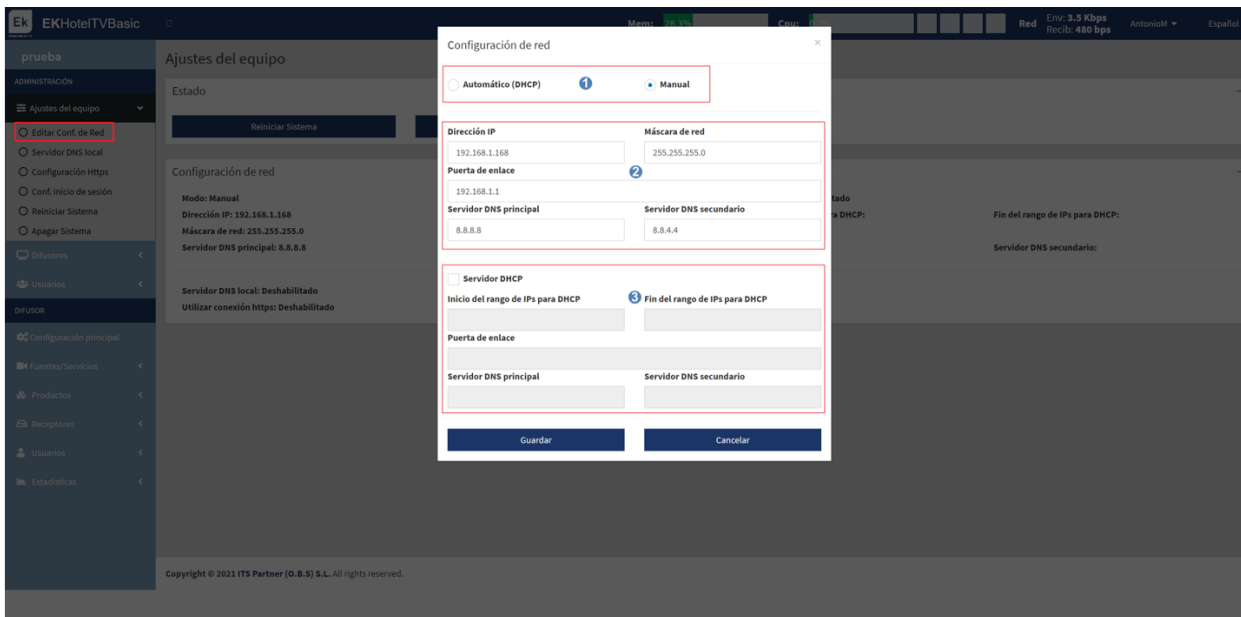 Ek EKHotelTVBasic Mem: 28.3% Cpu: Red Env: 3.5 Kbps AntonioM Español
Recib: 480 bps
prueba
ADMINISTRACIÓN
Ajustes del equipo
Editar Conf. de Red
Servidor DNS local
Configuración Https
Conf. inicio de sesión
Reiniciar Sistema
Apagar Sistema
Difusores
Usuarios
DIFUSOR
Configuración principal
Fuentes/Servicios
Productos
Receptores
Usuarios
Estadísticas
Ajustes del equipo
Estado
Reiniciar Sistema
Configuración de red
Modo: Manual
Dirección IP: 192.168.1.168
Máscara de red: 255.255.255.0
Servidor DNS principal: 8.8.8.8
Servidor DNS local: Deshabilitado
Utilizar conexión https: Deshabilitado
tado
ra DHCP: Fin del rango de IPs para DHCP:
Servidor DNS secundario:
Configuración de red ×
Automático (DHCP) 1 Manual
Dirección IP Máscara de red
192.168.1.168 255.255.255.0
Puerta de enlace 2
192.168.1.1
Servidor DNS principal Servidor DNS secundario
8.8.8.8 8.8.4.4
Servidor DHCP
Inicio del rango de IPs para DHCP 3 Fin del rango de IPs para DHCP
Puerta de enlace
Servidor DNS principal Servidor DNS secundario
Guardar Cancelar
Copyright © 2021 ITS Partner (O.B.S) S.L. All rights reserved.